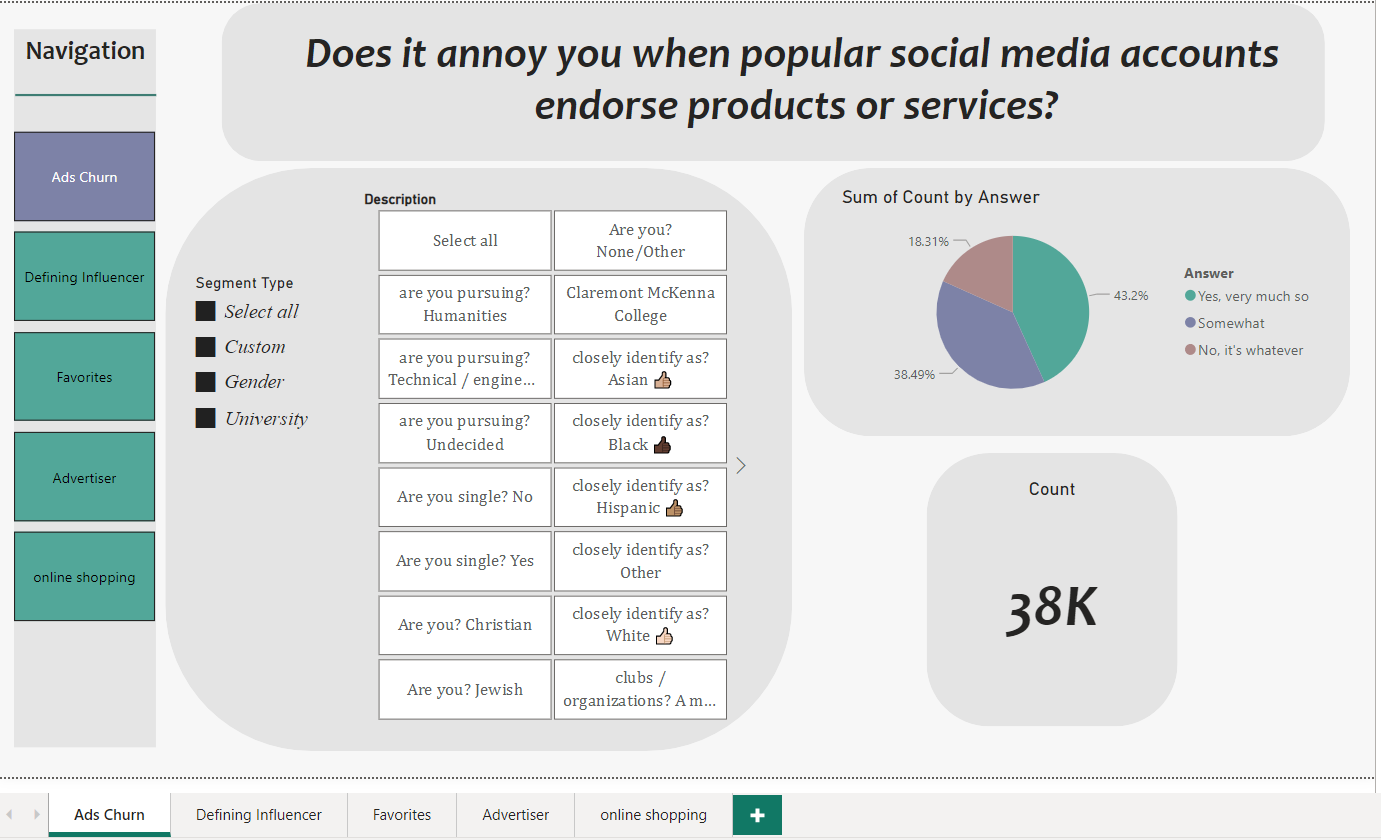 Navigation
Does it annoy you when popular social media accounts
endorse products or services?
Ads Churn
Defining Influencer
Favorites
Advertiser
online shopping
Segment Type
Select all
Custom
Gender
University
Description
Select all
Are you?
None/Other
are you pursuing?
Humanities
Claremont McKenna
College
are you pursuing?
Technical / engine...
closely identify as?
Asian 👍🏼
are you pursuing?
Undecided
closely identify as?
Black 👍🏿
Are you single? No
closely identify as?
Hispanic 👍🏽
Are you single? Yes
closely identify as?
Other
Are you? Christian
closely identify as?
White 👍🏻
Are you? Jewish
clubs /
organizations? A m...
Sum of Count by Answer
18.31%
43.2%
38.49%
Answer
Yes, very much so
Somewhat
No, it's whatever
Count
38K
Ads Churn
Defining Influencer
Favorites
Advertiser
online shopping
+